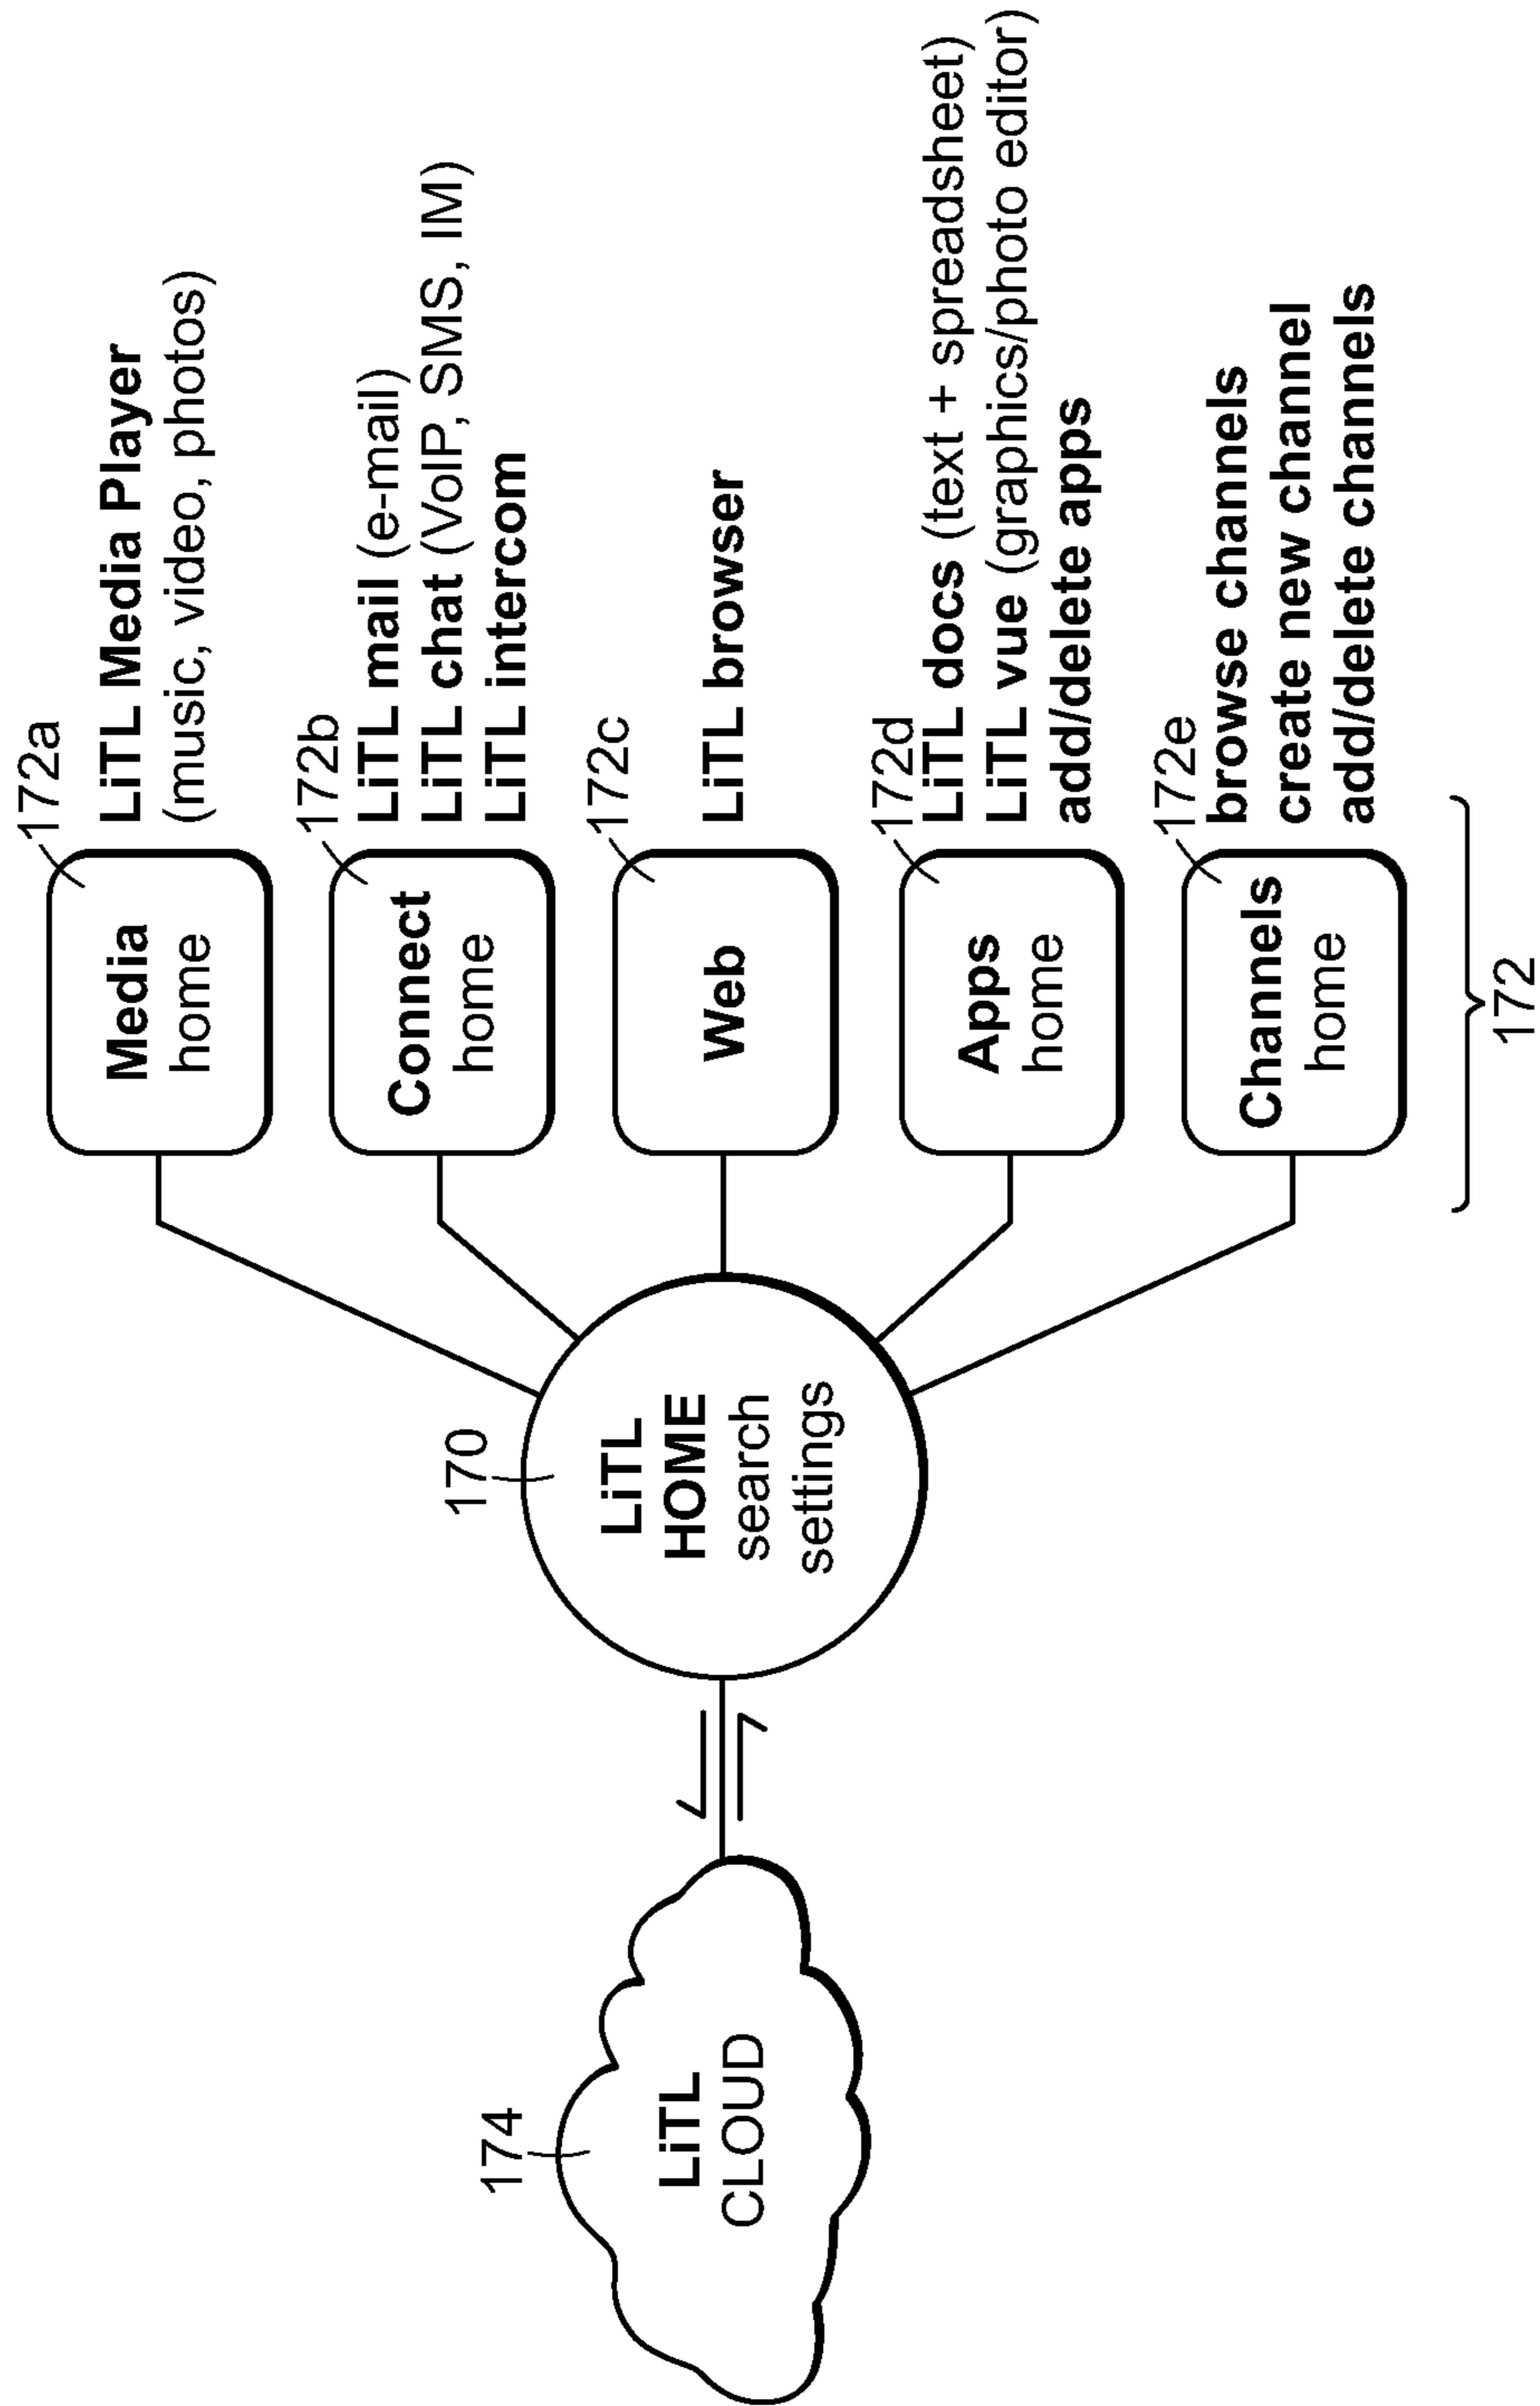 174
LiTL
CLOUD
170
LiTL
HOME
search
settings
172a
Media
home
LiTL Media Player
(music, video, photos)
172b
Connect
home
LiTL mail (e-mail)
LiTL chat (VoIP, SMS, IM)
LiTL intercom
172c
Web
LiTL browser
172d
Apps
home
LiTL docs (text + spreadsheet)
LiTL vue (graphics/photo editor)
add/delete apps
172e
Channels
home
browse channels
create new channel
add/delete channels
172